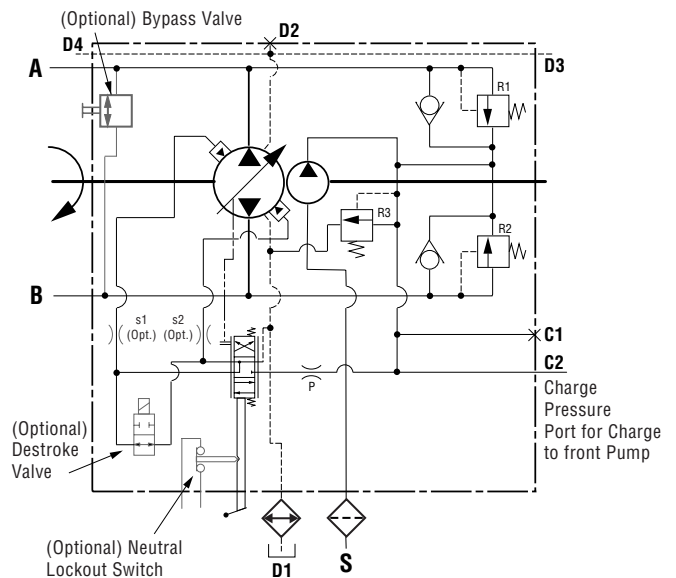 (Optional) Bypass Valve
D4
D2
A
D3
R1
R3
R2
B
s1
(Opt.)
s2
(Opt.)
C1
P
C2
Charge
Pressure
Port for Charge
to front Pump
(Optional)
Destroke
Valve
(Optional) Neutral
Lockout Switch
D1
S